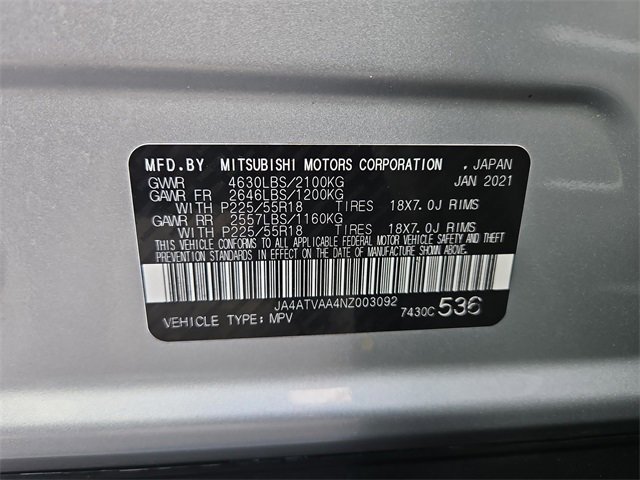 MFD.BY MITSUBISHI MOTORS CORPORATION , JAPAN
GVWR 4630LBS/2100KG JAN 2021
GAWR FR 2646LBS/1200KG
WITH P225/55R18 TIRES 18X7.0J RIMS
GAWR RR 2557LBS/1160KG
WITH P225/55R18 TIRES 18X7.0J RIMS
THIS VEHICLE CONFORMS TO ALL APPLICABLE FEDERAL MOTOR VEHICLE SAFETY AND THEFT
PREVENTION STANDARDS IN EFFECT ON THE DATE OF MANUFACTURE SHOWN ABOVE.
JA4ATVAA4NZ003092
VEHICLE TYPE: MPV 7430C 536